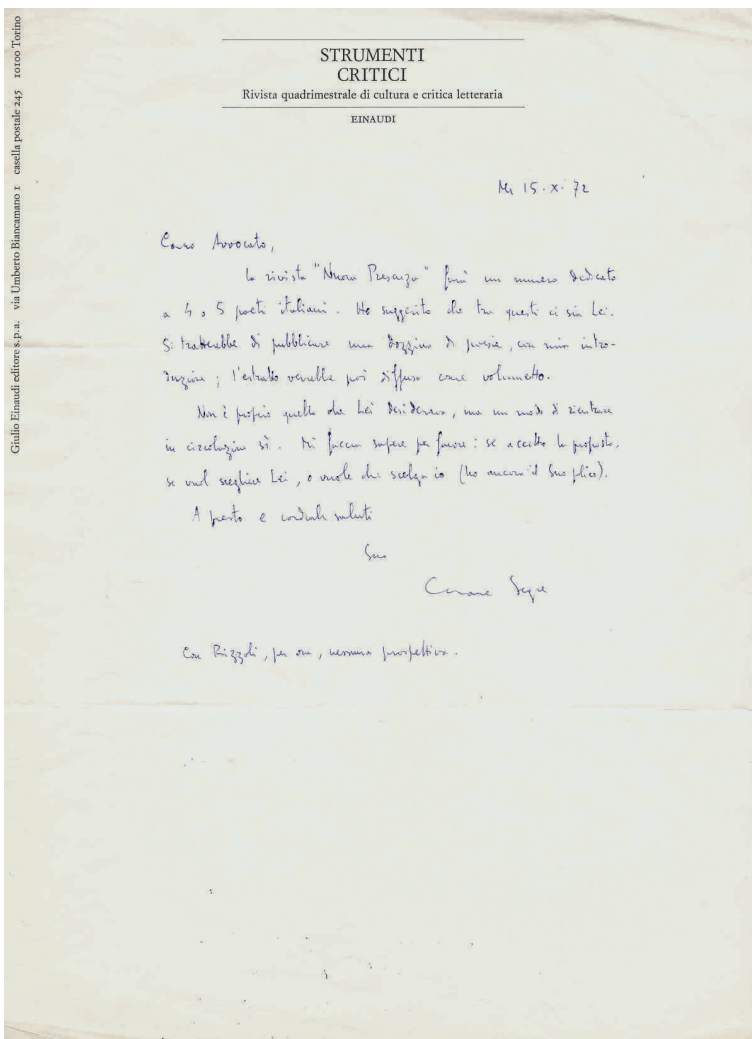 STRUMENTI
CRITICI
Rivista quadrimestrale di cultura e critica letteraria
EINAUDI
Giulio Einaudi editore s.p.a. via Umberto Biancamano 1 casella postale 245 10100 Torino
Mi 15.X.72
Caro Avvocato,
la rivista "Nuova Presenza" farà un numero dedicato
a 4 o 5 poeti italiani. Ho suggerito che tra questi ci sia Lei.
Si tratterebbe di pubblicare una dozzina di poesie, con mia intro-
duzione; l'estratto verrebbe poi diffuso come volumetto.
Non è proprio quello che Lei desiderava, ma un modo di rientrare
in circolazione sì. Mi faccia sapere per favore: se accetta la proposta,
se vuol scegliere Lei, o vuole che scelga io (ho ancora il Suo plico).
A presto e cordiali saluti
Suo
Cesare Segre
Con Rizzoli, per ora, nessuna prospettiva.